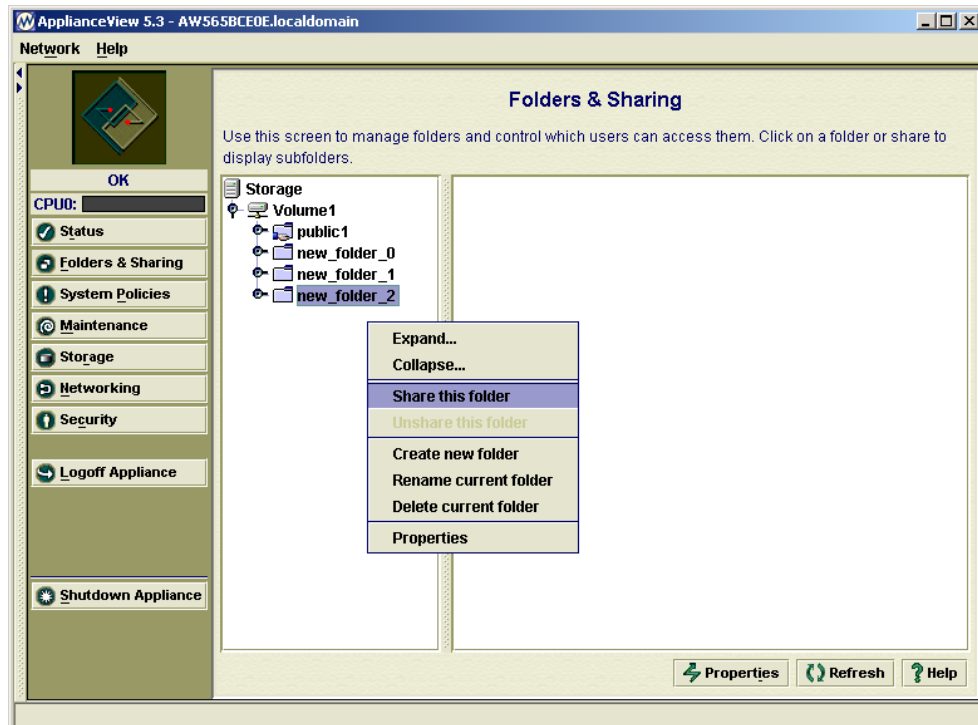 ApplianceView 5.3 - AW565BCE0E.localdomain
Network Help
Folders & Sharing
Use this screen to manage folders and control which users can access them. Click on a folder or share to
display subfolders.
OK
CPU0:
Status
Folders & Sharing
System Policies
Maintenance
Storage
Networking
Security
Logoff Appliance
Shutdown Appliance
Storage
Volume1
public1
new_folder_0
new_folder_1
new_folder_2
Expand...
Collapse...
Share this folder
Unshare this folder
Create new folder
Rename current folder
Delete current folder
Properties
Properties Refresh Help